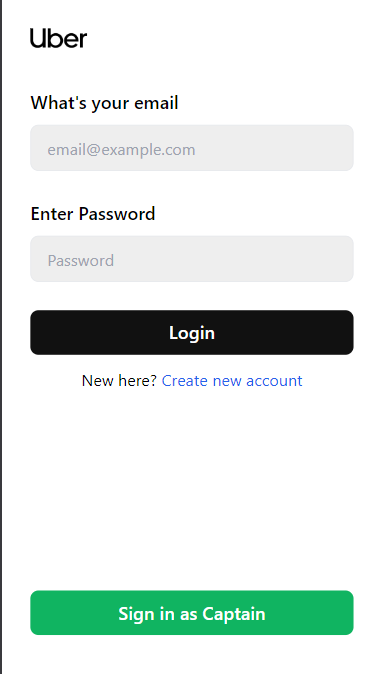 Uber
What's your email
email@example.com
Enter Password
Password
Login
New here? Create new account
Sign in as Captain